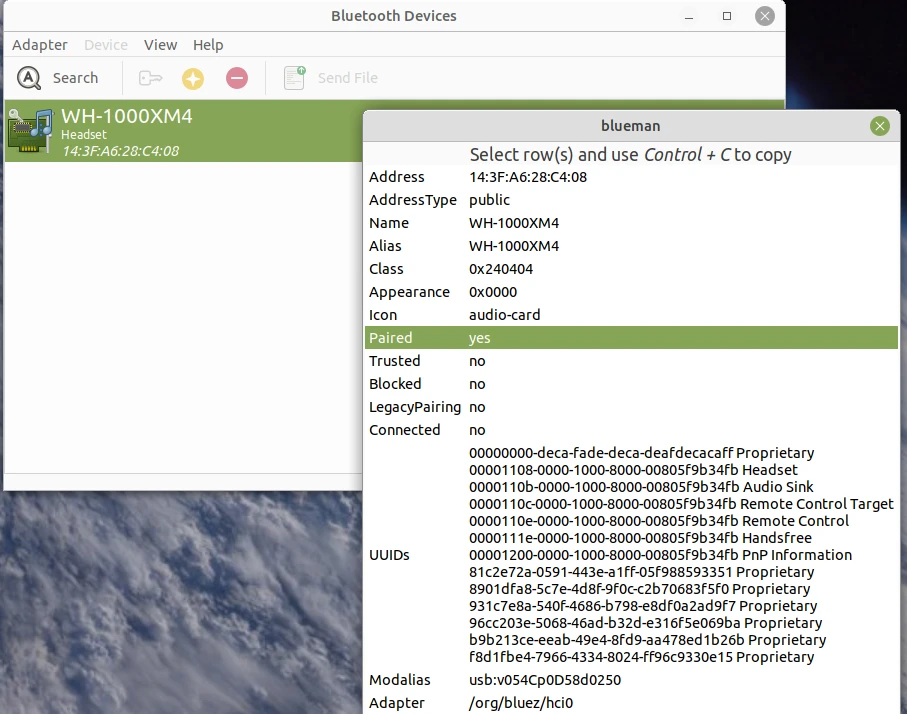 Bluetooth Devices
Adapter Device View Help
Search Send File
WH-1000XM4
Headset
14:3F:A6:28:C4:08
blueman
Select row(s) and use Control + C to copy
Address 14:3F:A6:28:C4:08
AddressType public
Name WH-1000XM4
Alias WH-1000XM4
Class 0x240404
Appearance 0x0000
Icon audio-card
Paired yes
Trusted no
Blocked no
LegacyPairing no
Connected no
00000000-deca-fade-deca-deafdecacaff Proprietary
00001108-0000-1000-8000-00805f9b34fb Headset
0000110b-0000-1000-8000-00805f9b34fb Audio Sink
0000110c-0000-1000-8000-00805f9b34fb Remote Control Target
0000110e-0000-1000-8000-00805f9b34fb Remote Control
0000111e-0000-1000-8000-00805f9b34fb Handsfree
UUIDs 00001200-0000-1000-8000-00805f9b34fb PnP Information
81c2e72a-0591-443e-a1ff-05f988593351 Proprietary
8901dfa8-5c7e-4d8f-9f0c-c2b70683f5f0 Proprietary
931c7e8a-540f-4686-b798-e8df0a2ad9f7 Proprietary
96cc203e-5068-46ad-b32d-e316f5e069ba Proprietary
b9b213ce-eeab-49e4-8fd9-aa478ed1b26b Proprietary
f8d1fbe4-7966-4334-8024-ff96c9330e15 Proprietary
Modalias usb:v054Cp0D58d0250
Adapter /org/bluez/hci0